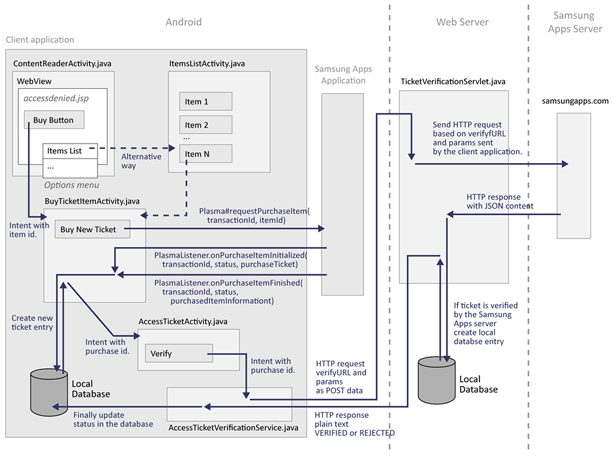 Android
Web Server
Samsung
Apps Server
Client application
ContentReaderActivity.java
WebView
accessdenied.jsp
Buy Button
Items List
...
Options menu
ItemsListActivity.java
Item 1
Item 2
...
Item N
Alternative
way
Samsung Apps
Application
TicketVerificationServlet.java
samsungapps.com
Send HTTP request
based on verifyfURL
and params sent
by the client application.
HTTP response
with JSON content
BuyTicketItemActivity.java
Intent with
item id.
Buy New Ticket
Plasma#requestPurchaseItem(
transactionId, itemId)
PlasmaListener.onPurchaseItemInitialized(
transactionId, status, purchaseTicket)
PlasmaListener.onPurchaseItemFinished(
transactionId, status,
purchasedItemInformationt)
Create new
ticket entry
Intent with
purchase id.
AccessTicketActivity.java
Verify
Intent with
purchase id.
HTTP request
verifyURL and
params
as POST data
If ticket is verified
by the Samsung
Apps server
create local
databse entry
Local
Database
Local
Database
Finally update
status in the database
AccessTicketVerificationService.java
HTTP response
plain text
VERIFIED or REJECTED